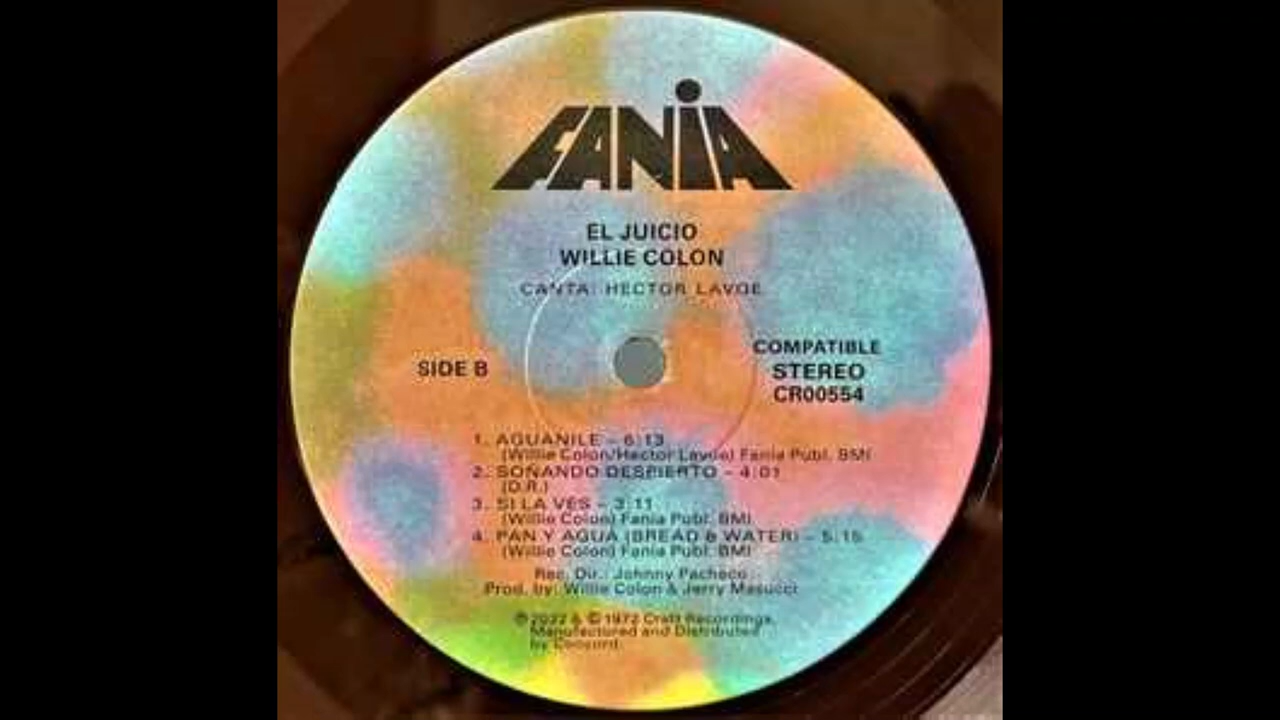 FANIA
EL JUICIO
WILLIE COLON
CANTA: HECTOR LAVOE
SIDE B
COMPATIBLE
STEREO
CR00554
1. AGUANILE – 6:13
(Willie Colon/Hector Lavoe) Fania Publ. BMI
2. SOÑANDO DESPIERTO – 4:01
(D.R.)
3. SI LA VES – 3:11
(Willie Colon) Fania Publ. BMI
4. PAN Y AGUA (BREAD & WATER) – 5:15
(Willie Colon) Fania Publ. BMI
Rec. Dir.: Johnny Pacheco
Prod. by: Willie Colon & Jerry Masucci
℗ 2022 & © 1972 Craft Recordings.
Manufactured and Distributed
by Concord.